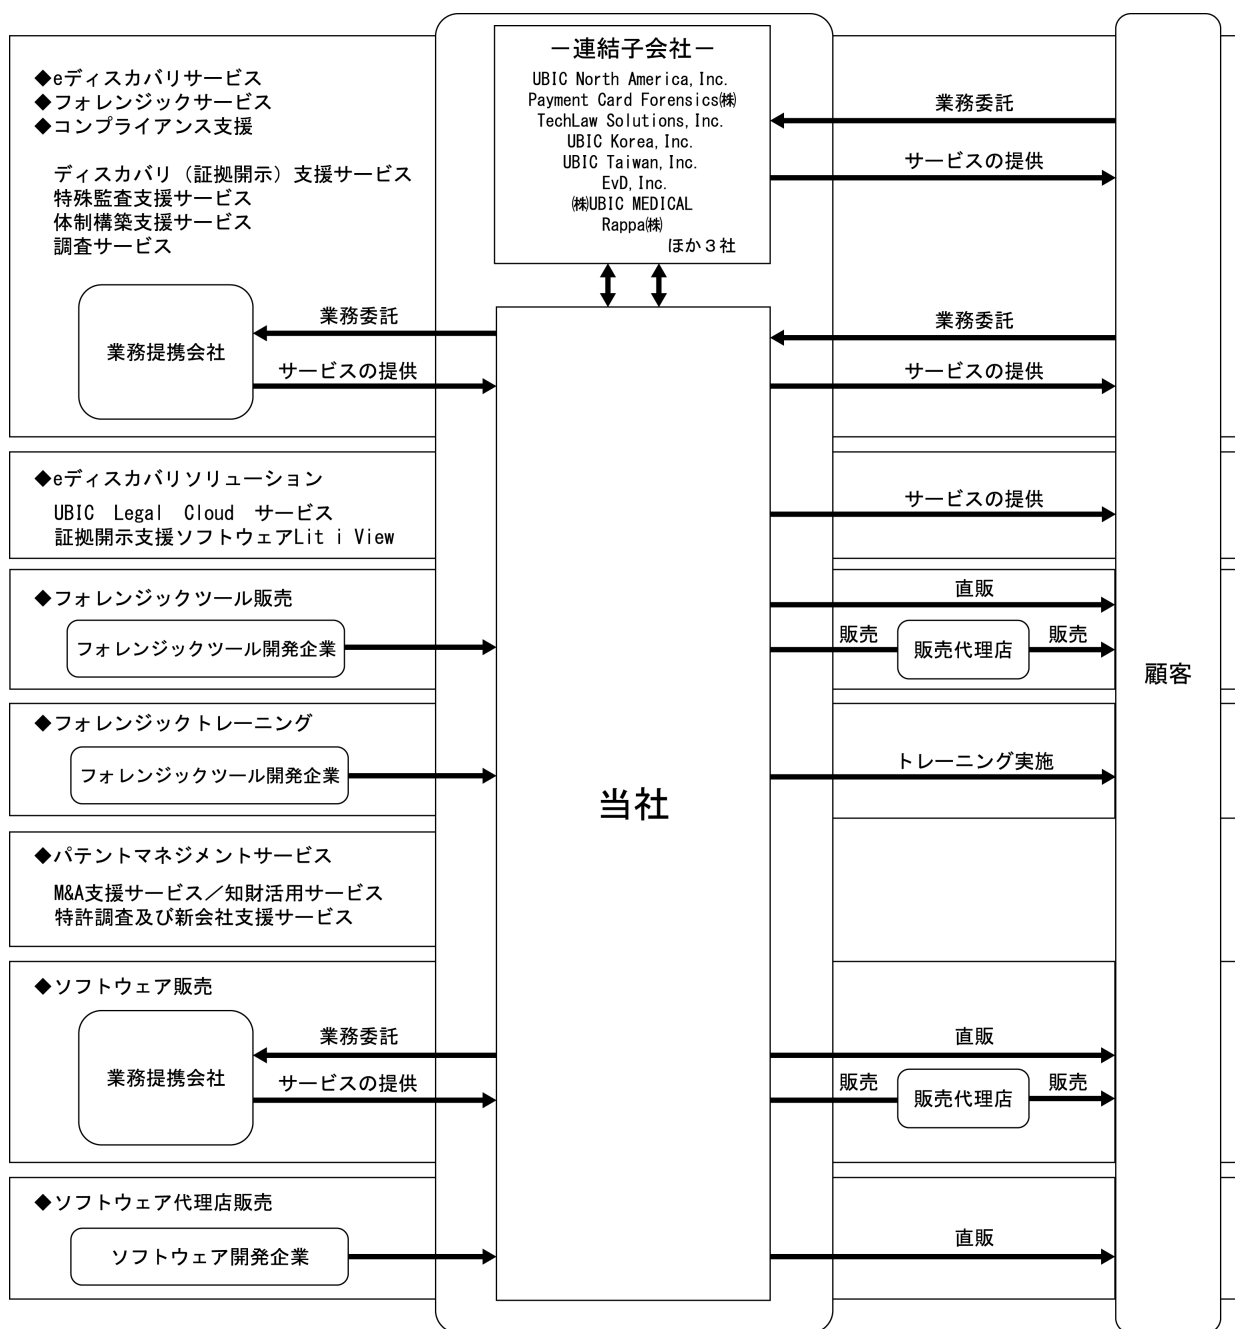 －連結子会社－
UBIC North America, Inc.
Payment Card Forensics㈱
TechLaw Solutions, Inc.
UBIC Korea, Inc.
UBIC Taiwan, Inc.
EvD, Inc.
㈱UBIC MEDICAL
Rappa㈱
ほか３社
◆eディスカバリサービス
◆フォレンジックサービス
◆コンプライアンス支援
ディスカバリ（証拠開示）支援サービス
特殊監査支援サービス
体制構築支援サービス
調査サービス
業務委託
サービスの提供
業務提携会社
業務委託
サービスの提供
業務委託
サービスの提供
◆eディスカバリソリューション
UBIC Legal Cloud サービス
証拠開示支援ソフトウェアLit i View
サービスの提供
◆フォレンジックツール販売
フォレンジックツール開発企業
直販
販売
販売代理店
販売
顧客
◆フォレンジックトレーニング
フォレンジックツール開発企業
トレーニング実施
当社
◆パテントマネジメントサービス
M&A支援サービス／知財活用サービス
特許調査及び新会社支援サービス
◆ソフトウェア販売
業務提携会社
業務委託
サービスの提供
直販
販売
販売代理店
販売
◆ソフトウェア代理店販売
ソフトウェア開発企業
直販